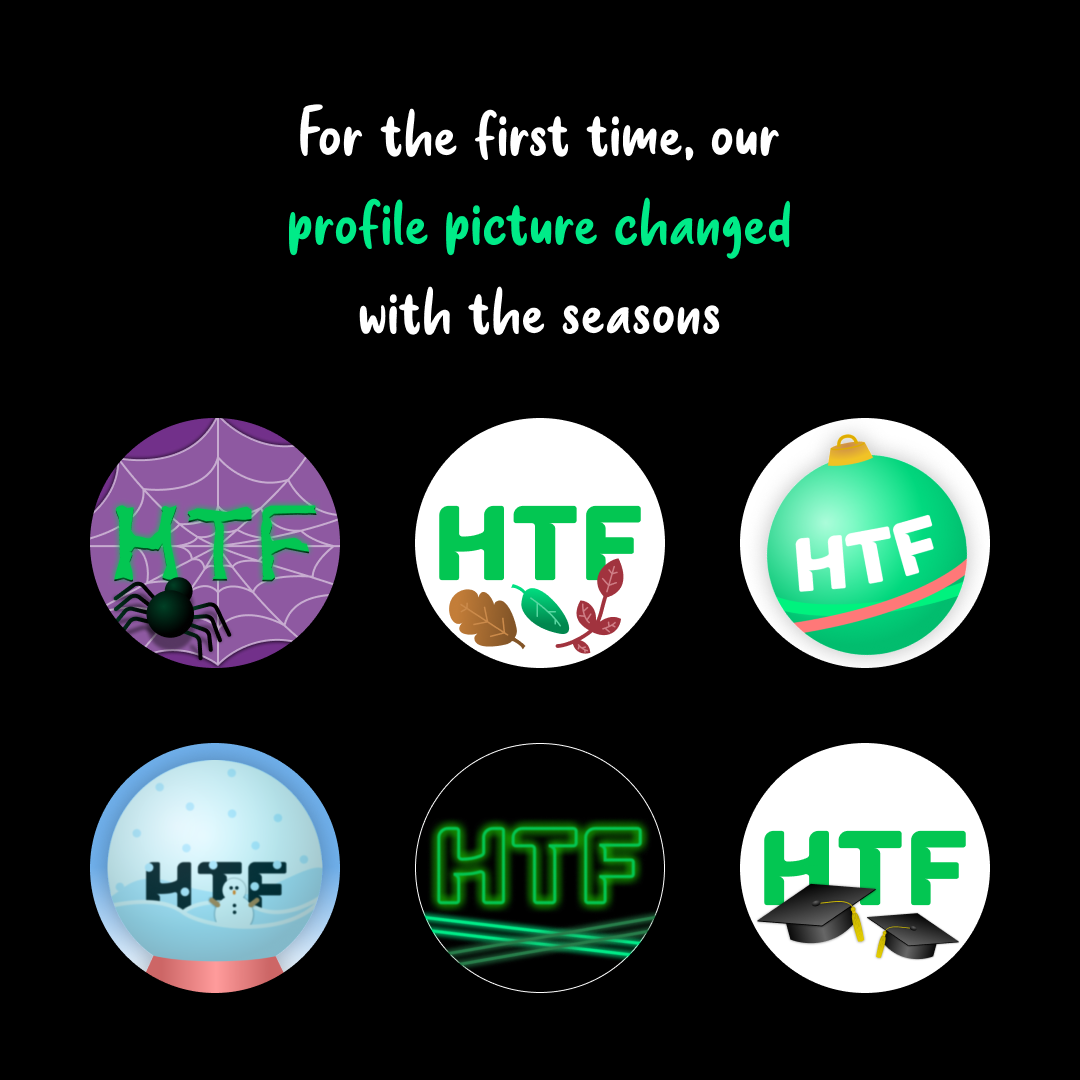 For the first time, our
profile picture changed
with the seasons
HTF
HTF
HTF
HTF
HTF
HTF